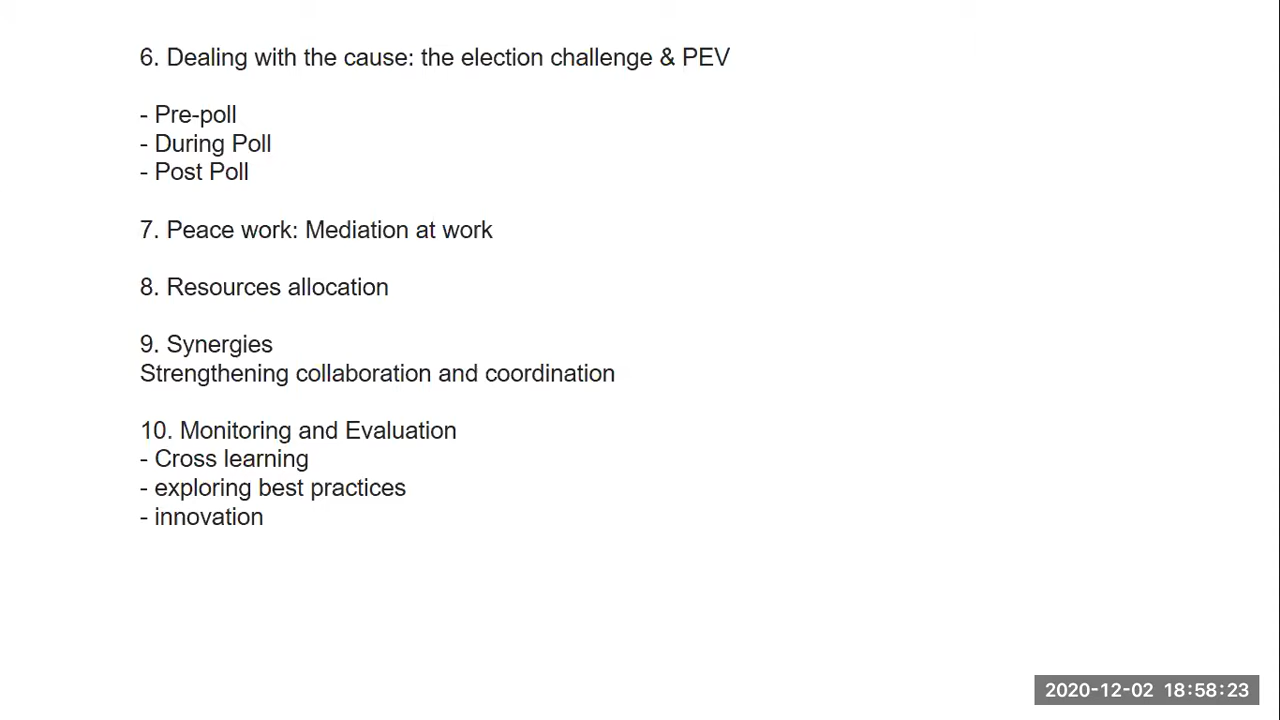 6. Dealing with the cause: the election challenge & PEV
- Pre-poll
- During Poll
- Post Poll
7. Peace work: Mediation at work
8. Resources allocation
9. Synergies
Strengthening collaboration and coordination
10. Monitoring and Evaluation
- Cross learning
- exploring best practices
- innovation
2020-12-02 18:58:23